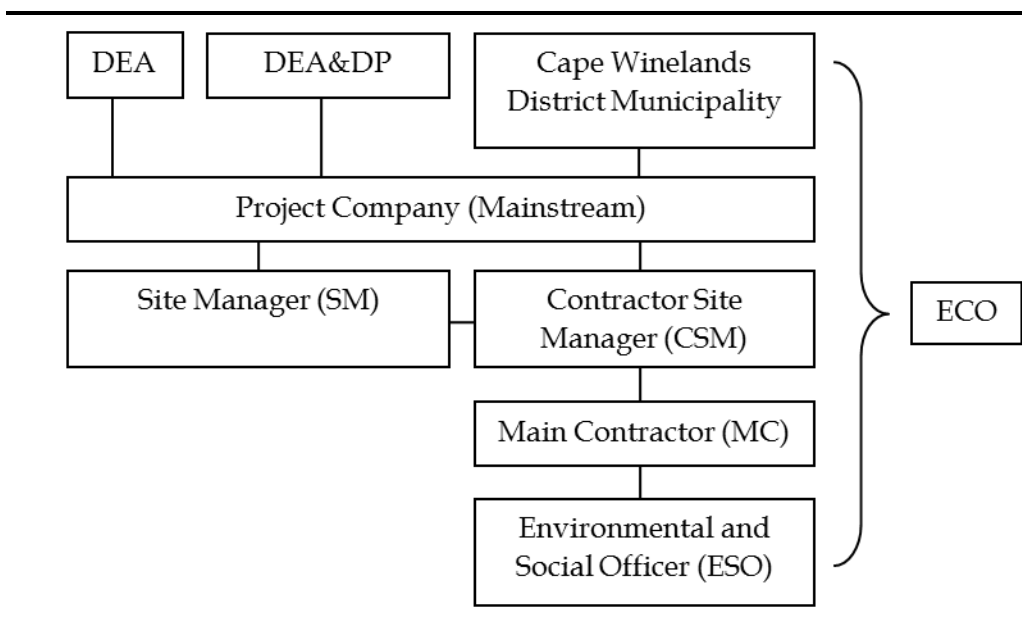 DEA
DEA&DP
Cape Winelands
District Municipality
Project Company (Mainstream)
Site Manager (SM)
Contractor Site
Manager (CSM)
ECO
Main Contractor (MC)
Environmental and
Social Officer (ESO)